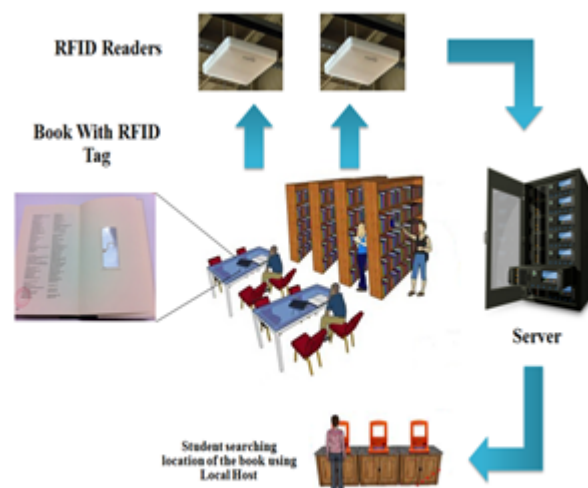 RFID Readers
Book With RFID
Tag
Server
Student searching
location of the book using
Local Host